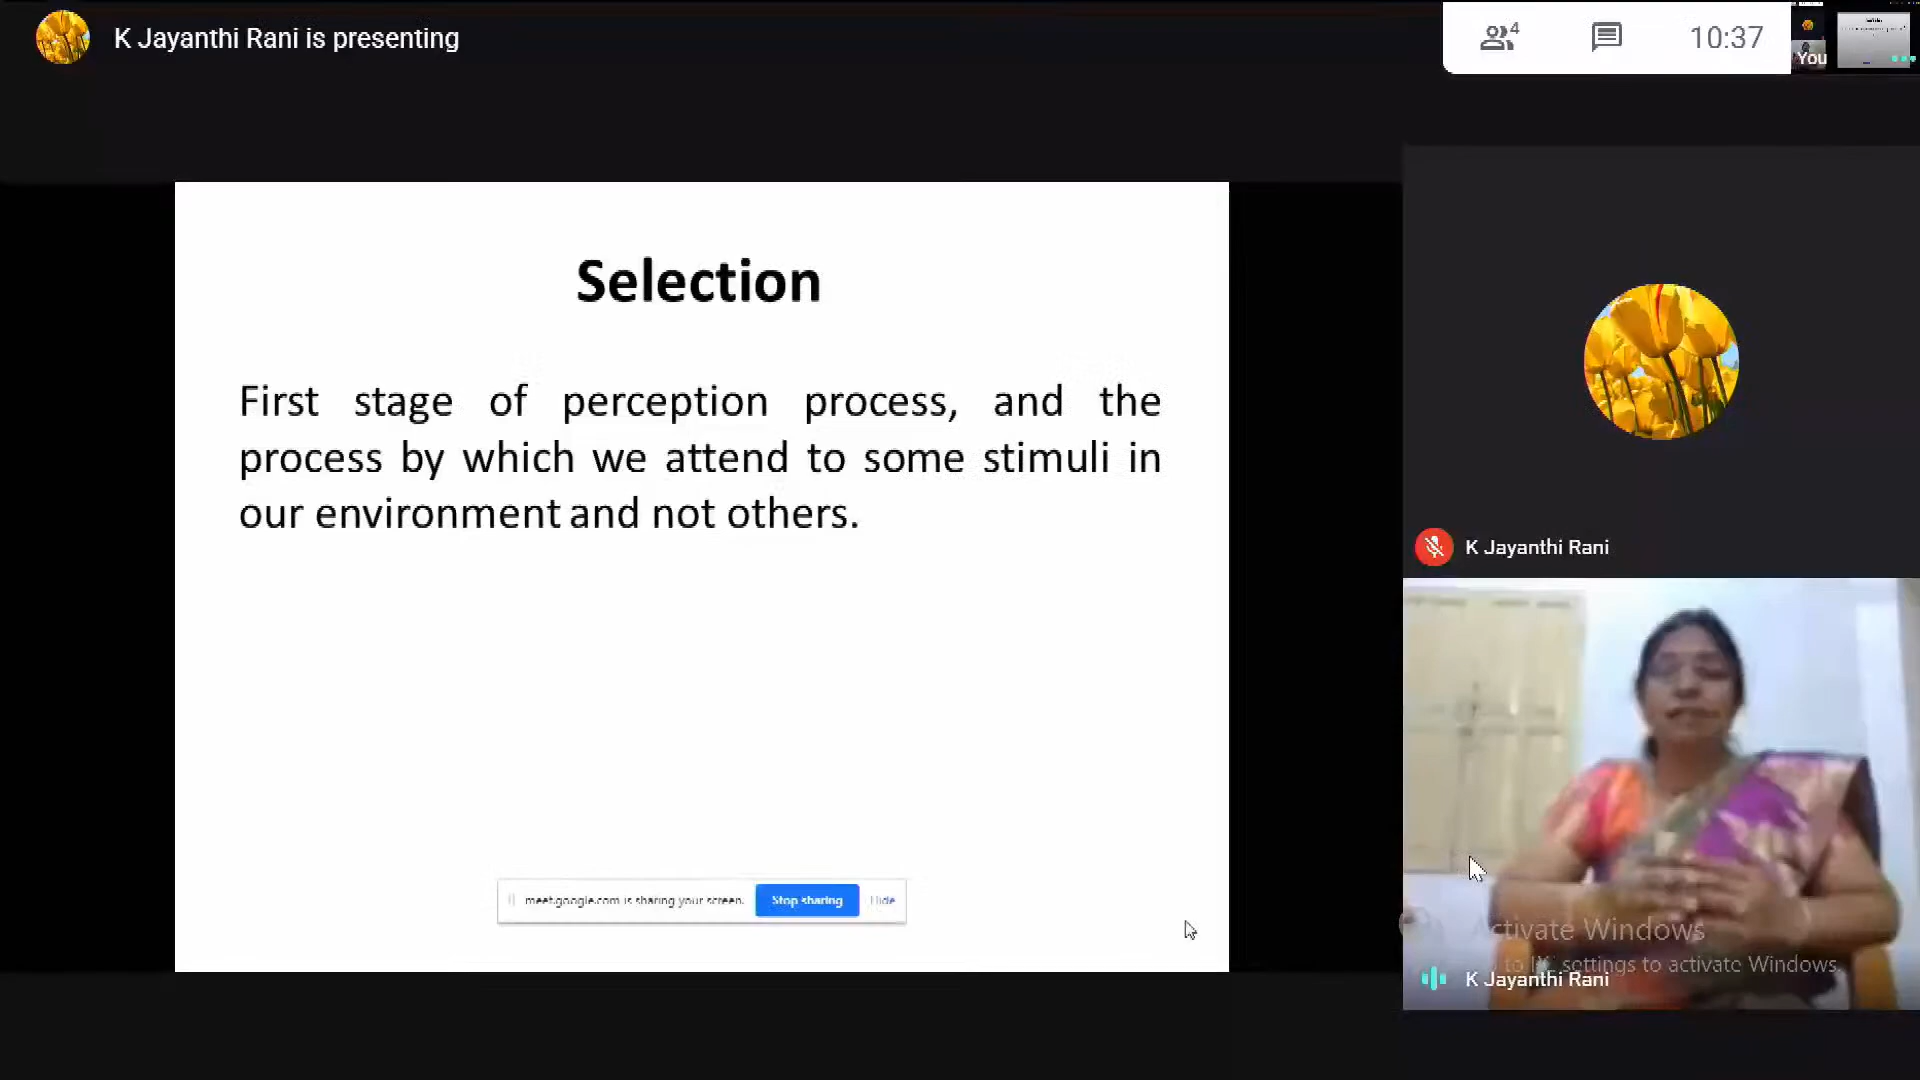 K Jayanthi Rani is presenting
4
10:37
You
Selection
First stage of perception process, and the
process by which we attend to some stimuli in
our environment and not others.
meet.google.com is sharing your screen.
Stop sharing
Hide
K Jayanthi Rani
Activate Windows
settings to activate Windows.
K Jayanthi Rani